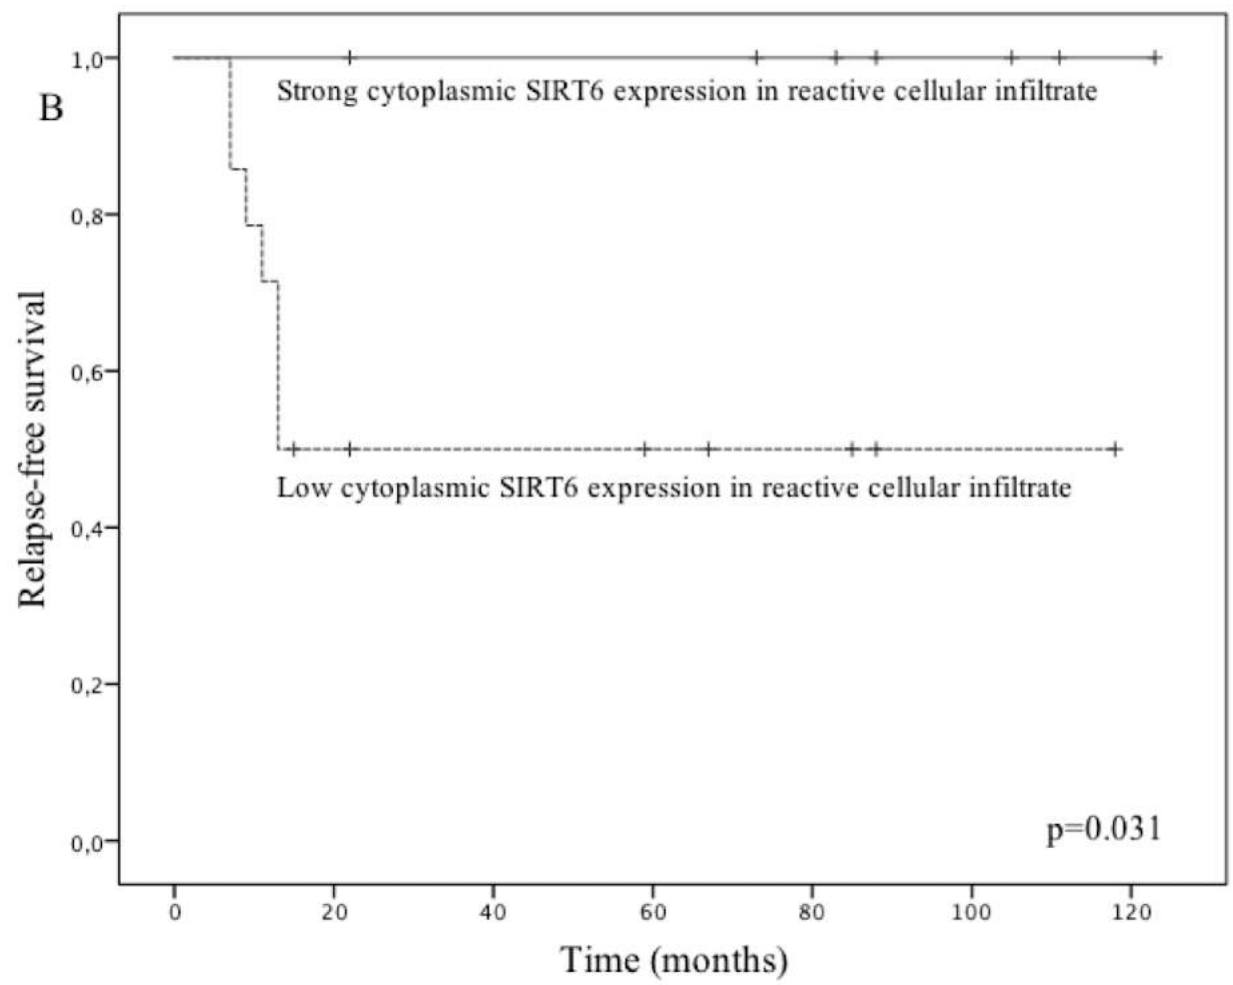 B
1,0
Strong cytoplasmic SIRT6 expression in reactive cellular infiltrate
0,8
0,6
Low cytoplasmic SIRT6 expression in reactive cellular infiltrate
0,4
0,2
0,0
p=0.031
Relapse-free survival
0 20 40 60 80 100 120
Time (months)